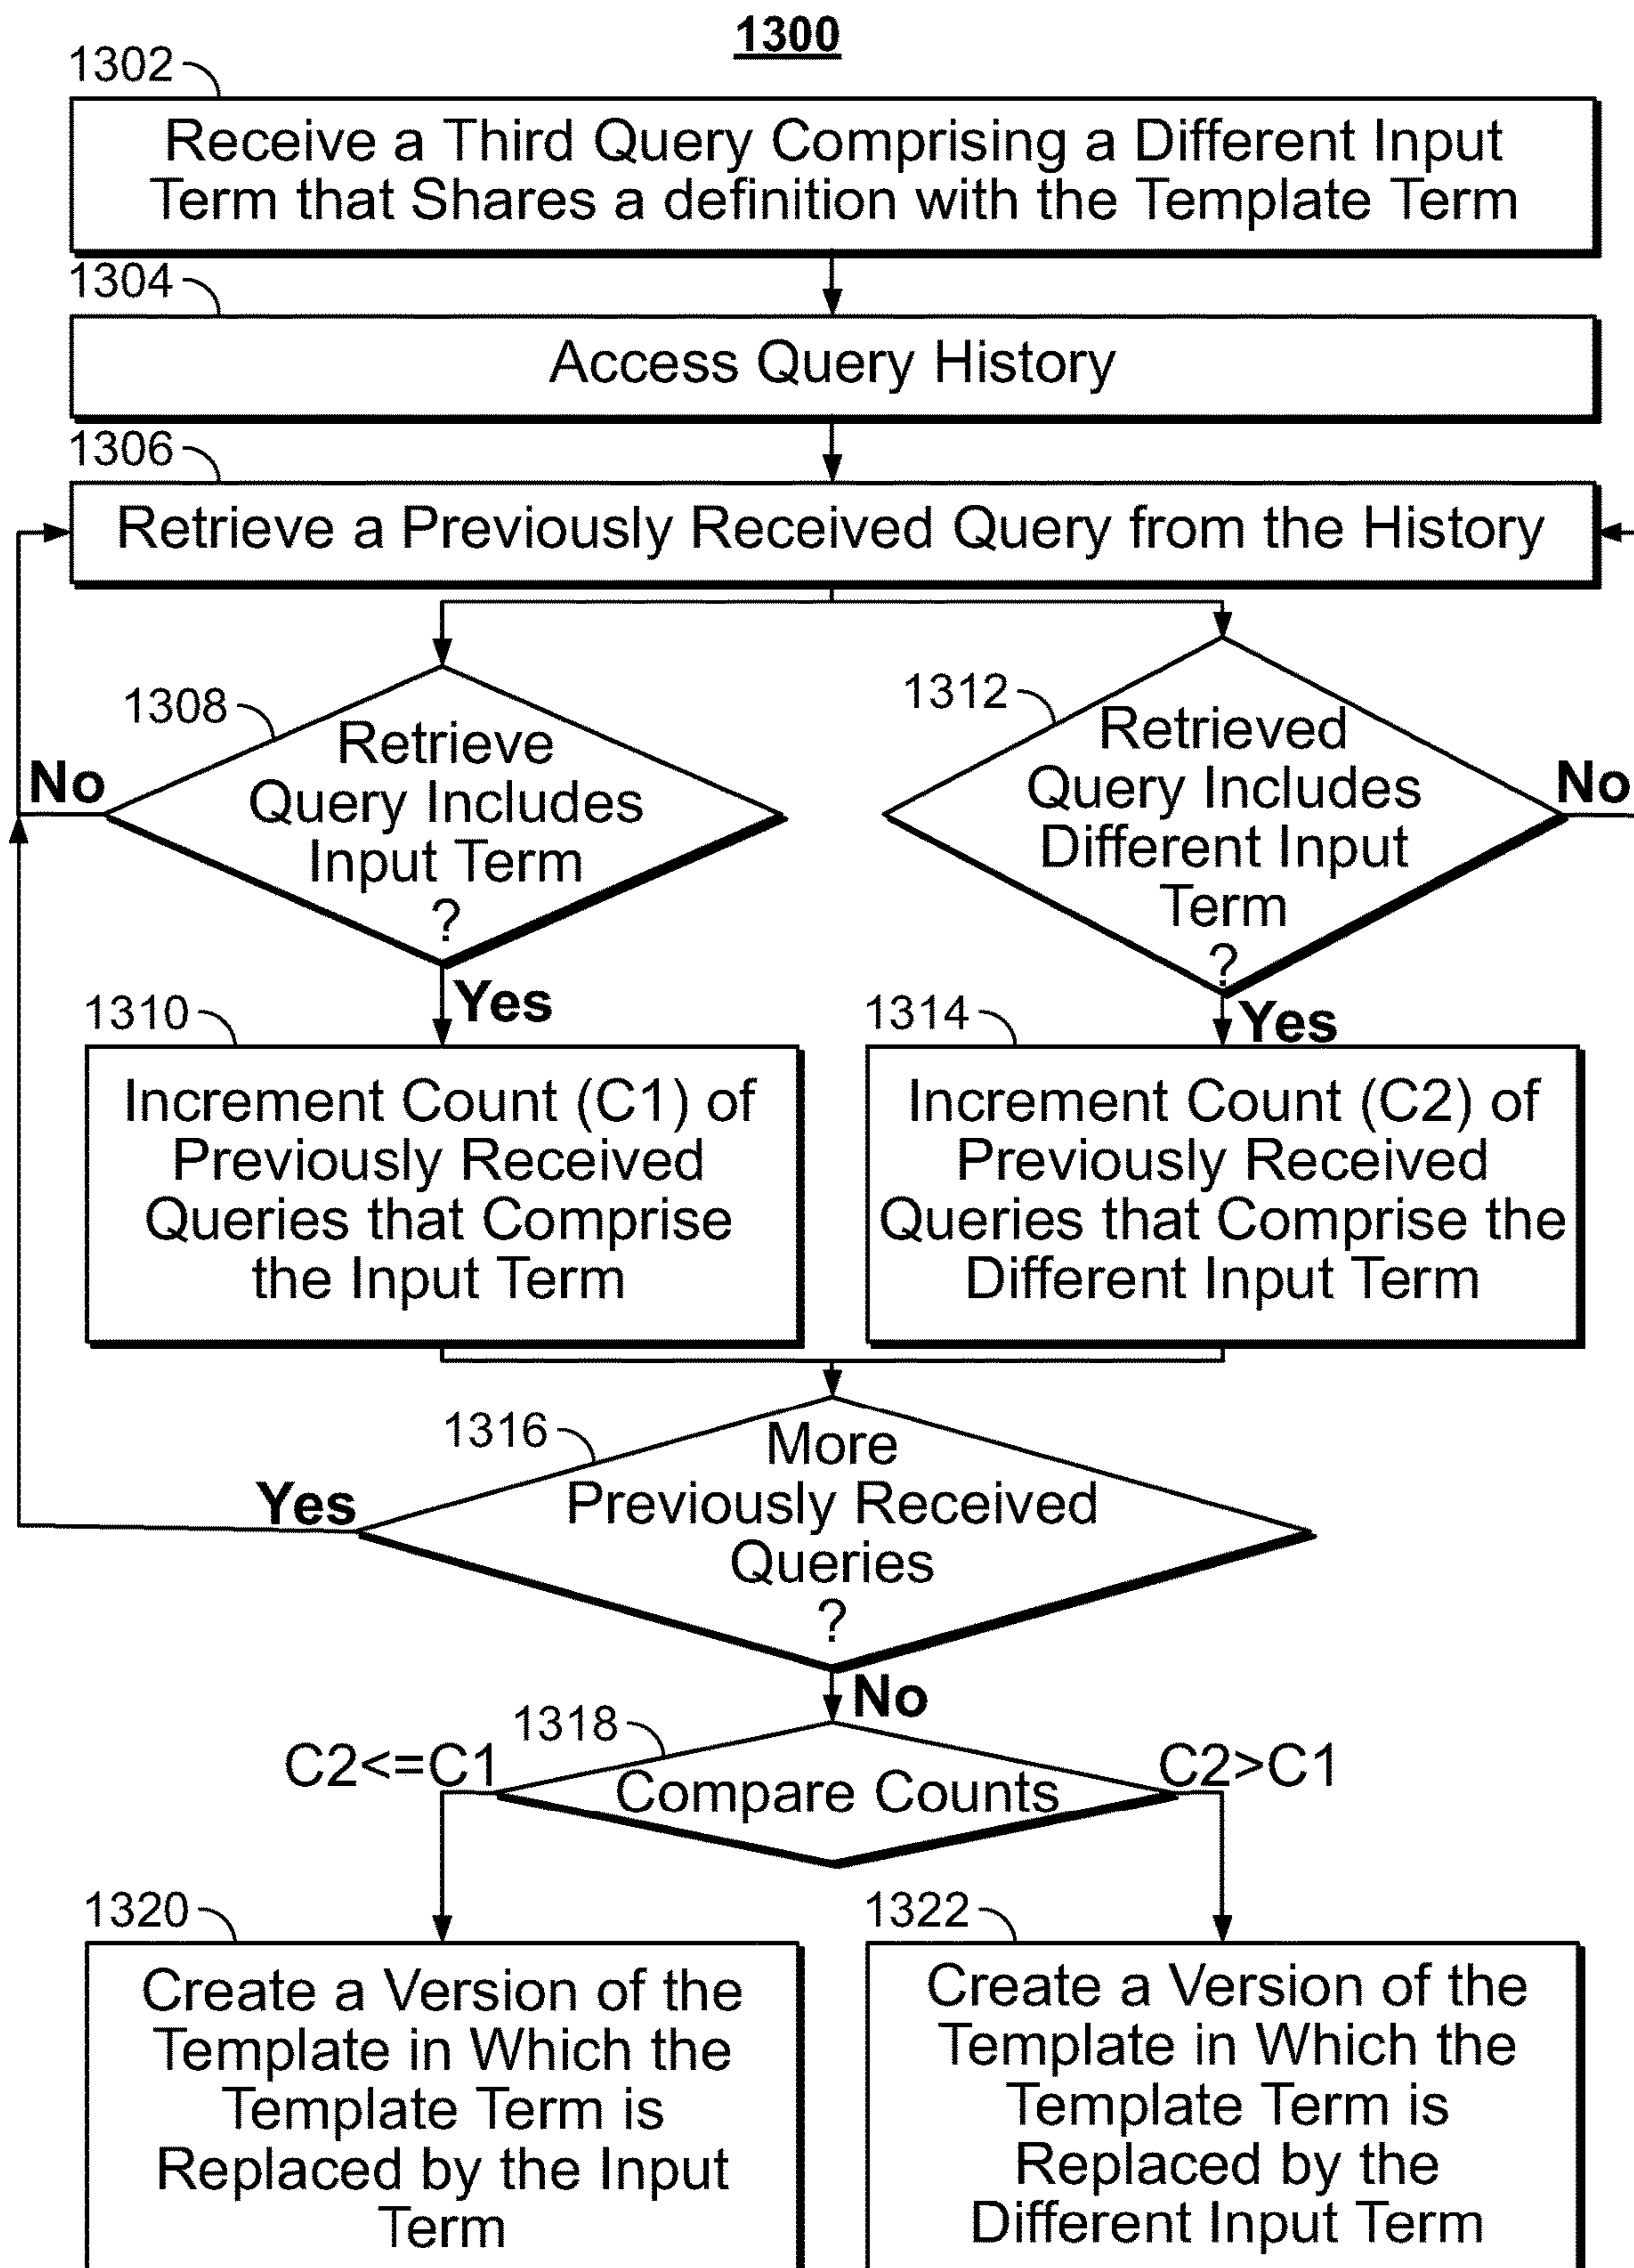 1300
1302
Receive a Third Query Comprising a Different Input
Term that Shares a definition with the Template Term
1304
Access Query History
1306
Retrieve a Previously Received Query from the History
1308
Retrieve
Query Includes
Input Term
?
No
Yes
1312
Retrieved
Query Includes
Different Input
Term
?
No
Yes
1310
Increment Count (C1) of
Previously Received
Queries that Comprise
the Input Term
1314
Increment Count (C2) of
Previously Received
Queries that Comprise the
Different Input Term
1316
More
Previously Received
Queries
?
Yes
No
1318
Compare Counts
C2<=C1
C2>C1
1320
Create a Version of the
Template in Which the
Template Term is
Replaced by the Input
Term
1322
Create a Version of the
Template in Which the
Template Term is
Replaced by the
Different Input Term